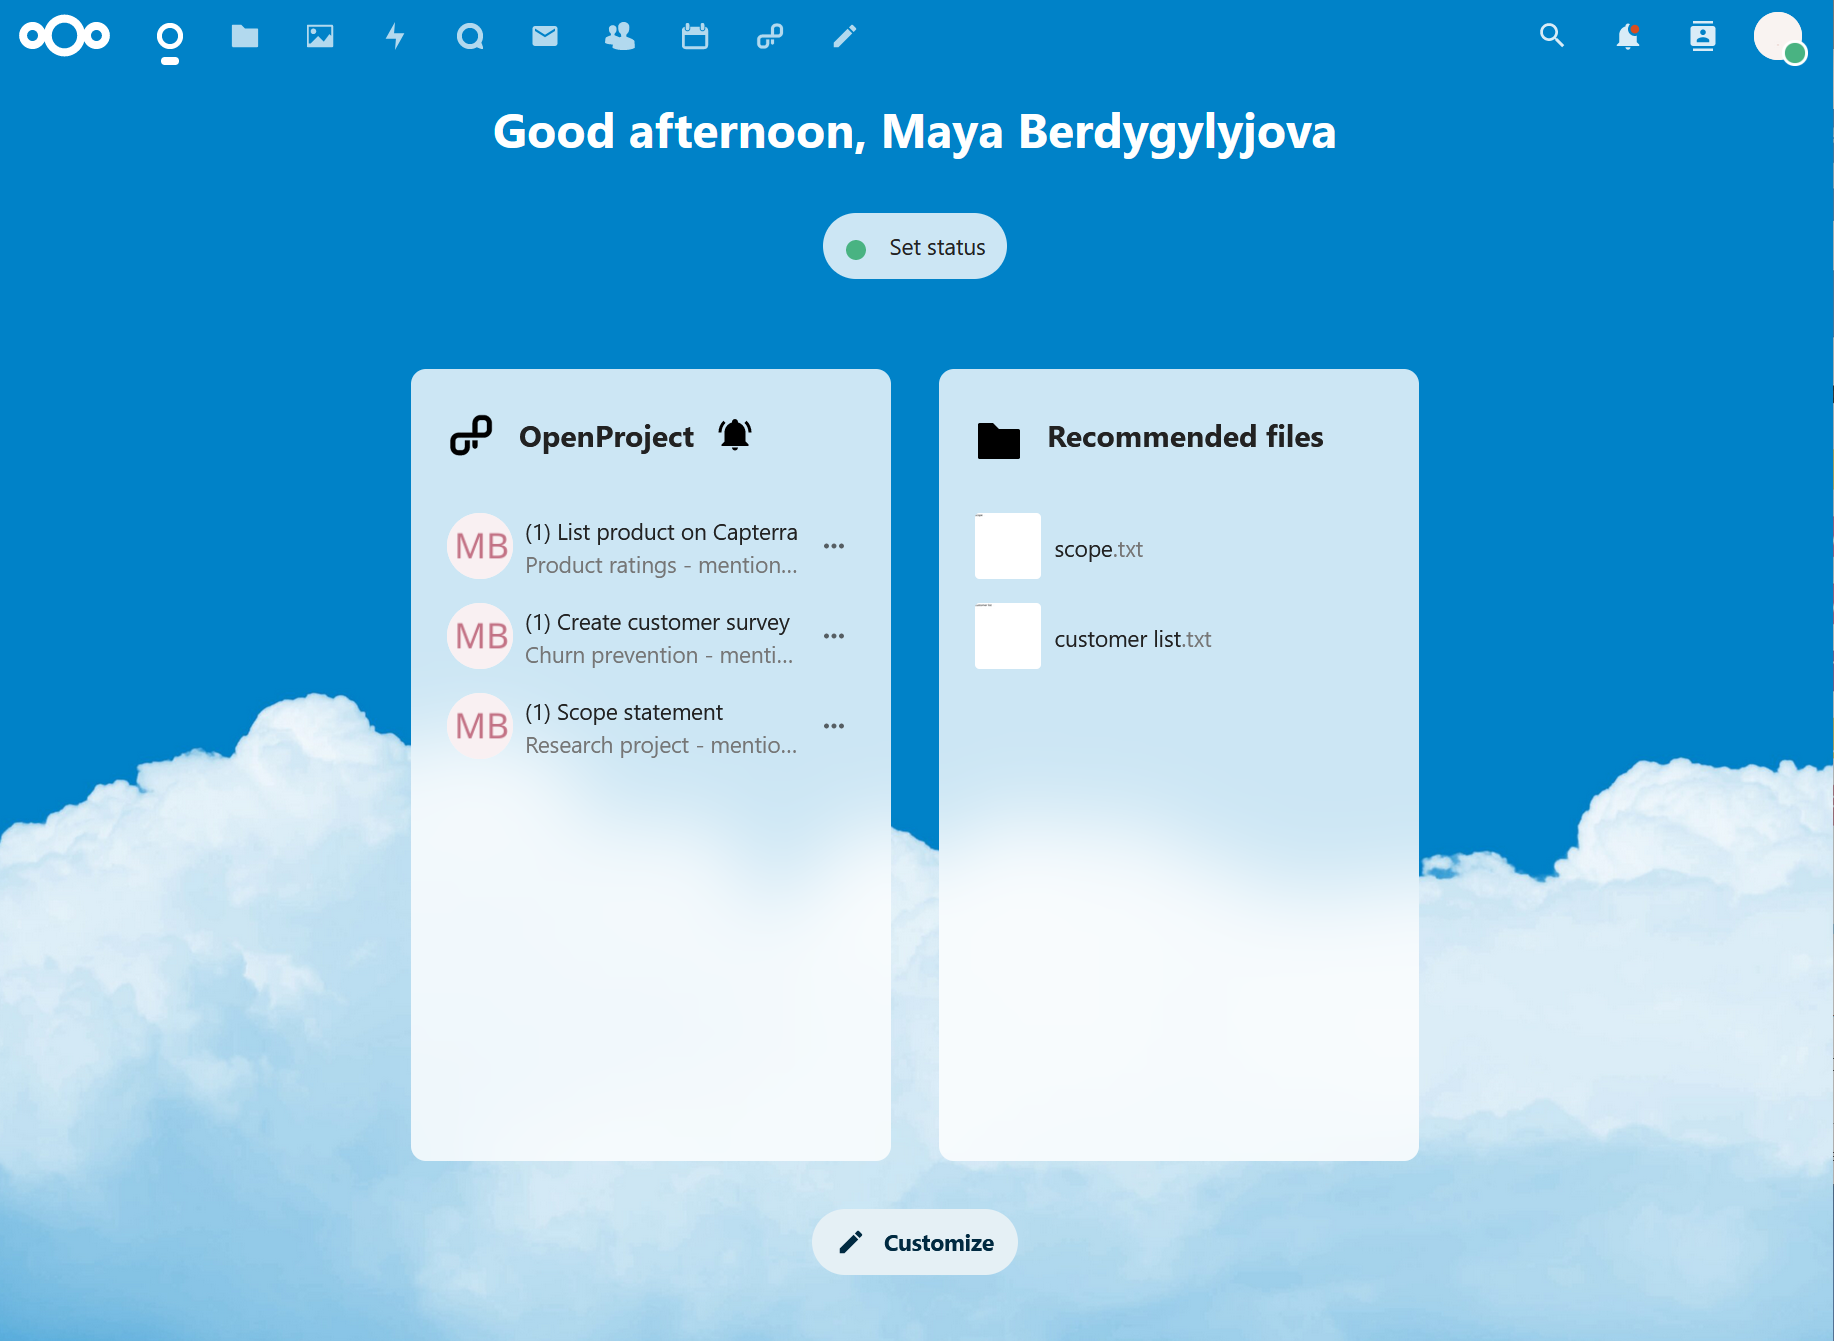 Good afternoon, Maya Berdygylyjova
Set status
OpenProject
MB
(1) List product on Capterra
Product ratings - mention...
MB
(1) Create customer survey
Churn prevention - menti...
MB
(1) Scope statement
Research project - mentio...
Recommended files
scope.txt
customer list.txt
Customize